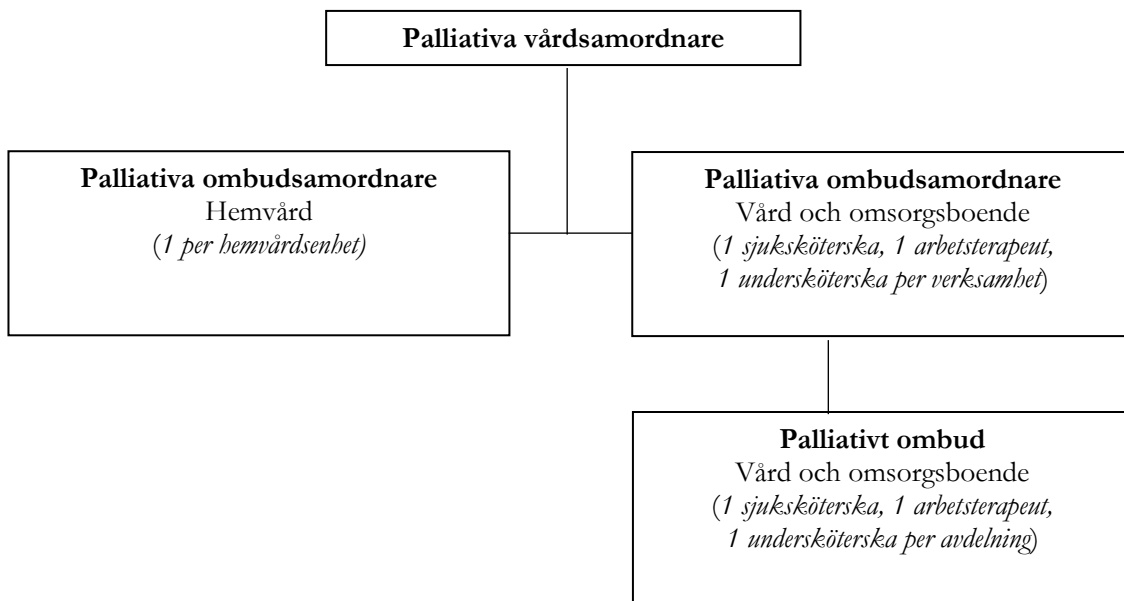 Palliativa vårdsamordnare
Palliativa ombudsamordnare
Hemvård
(1 per hemvårdsenhet)
Palliativa ombudsamordnare
Vård och omsorgsboende
(1 sjuksköterska, 1 arbetsterapeut,
1 undersköterska per verksamhet)
Palliativt ombud
Vård och omsorgsboende
(1 sjuksköterska, 1 arbetsterapeut,
1 undersköterska per avdelning)